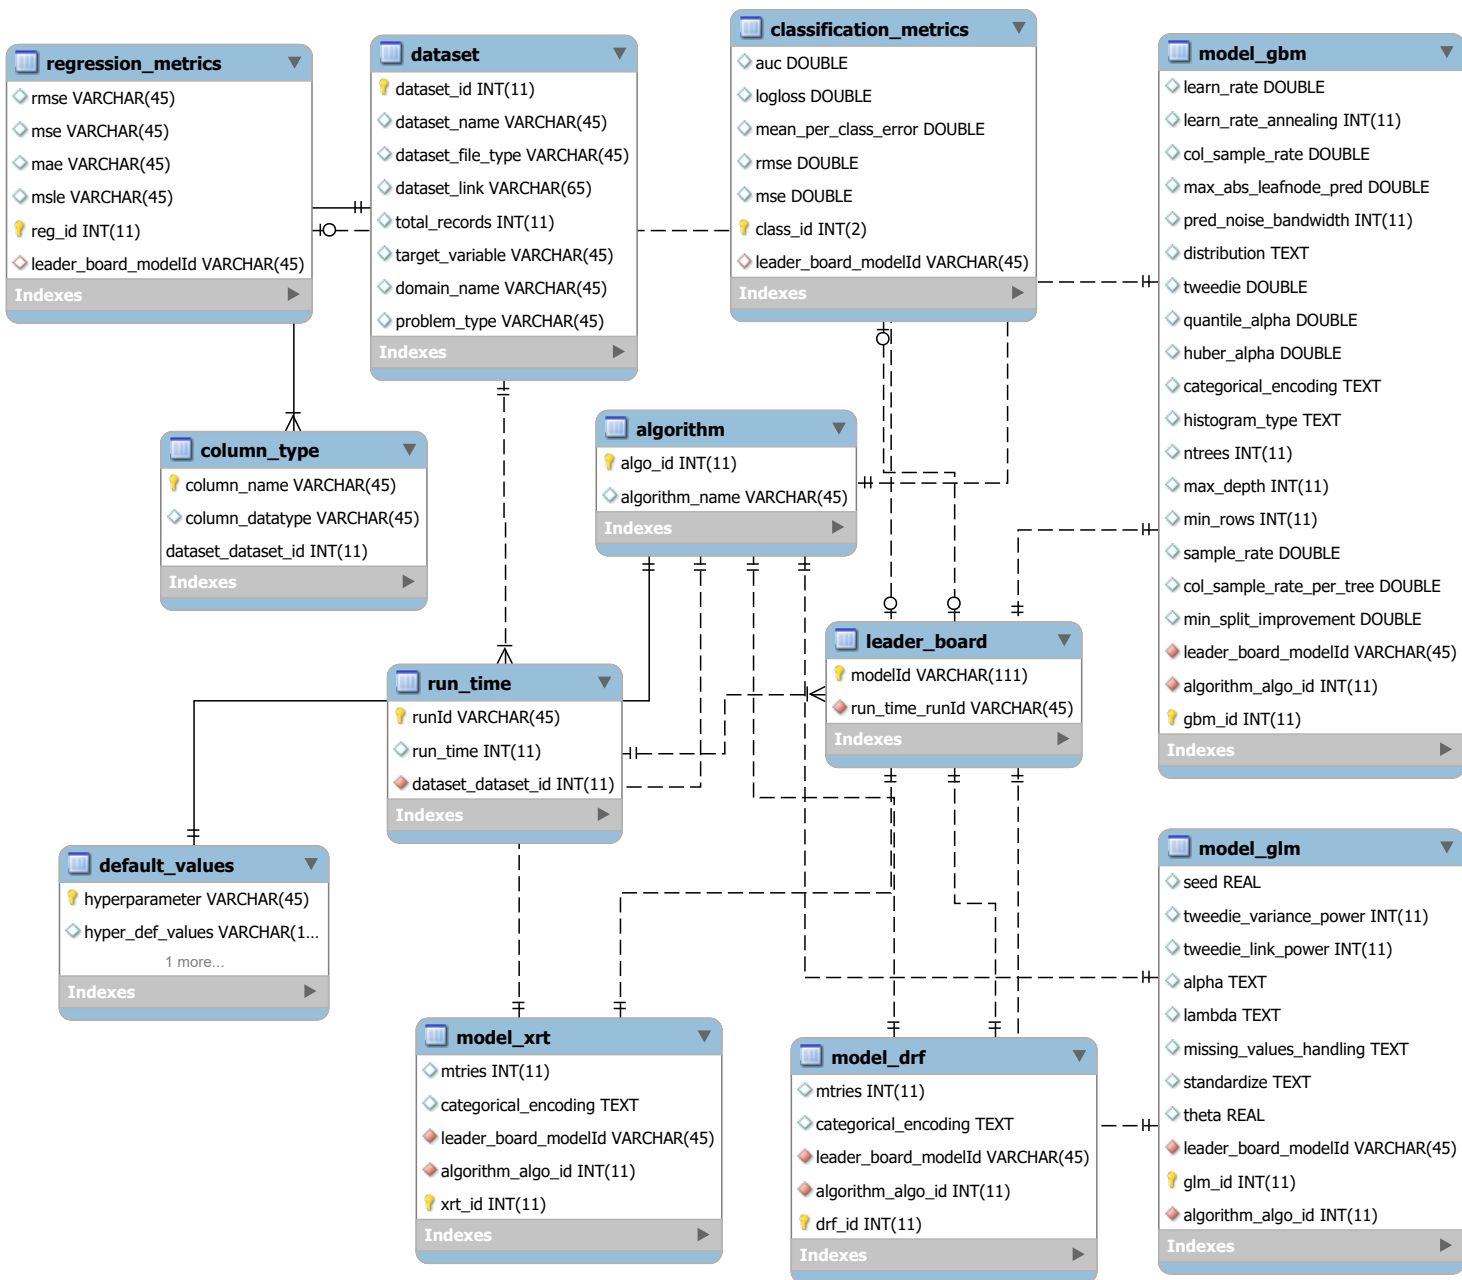 regression_metrics
rmse VARCHAR(45)
mse VARCHAR(45)
mae VARCHAR(45)
msle VARCHAR(45)
reg_id INT(11)
leader_board_modelId VARCHAR(45)
Indexes
dataset
dataset_id INT(11)
dataset_name VARCHAR(45)
dataset_file_type VARCHAR(45)
dataset_link VARCHAR(65)
total_records INT(11)
target_variable VARCHAR(45)
domain_name VARCHAR(45)
problem_type VARCHAR(45)
Indexes
classification_metrics
auc DOUBLE
logloss DOUBLE
mean_per_class_error DOUBLE
rmse DOUBLE
mse DOUBLE
class_id INT(2)
leader_board_modelId VARCHAR(45)
Indexes
model_gbm
learn_rate DOUBLE
learn_rate_annealing INT(11)
col_sample_rate DOUBLE
max_abs_leafnode_pred DOUBLE
pred_noise_bandwidth INT(11)
distribution TEXT
tweedie DOUBLE
quantile_alpha DOUBLE
huber_alpha DOUBLE
categorical_encoding TEXT
histogram_type TEXT
ntrees INT(11)
max_depth INT(11)
min_rows INT(11)
sample_rate DOUBLE
col_sample_rate_per_tree DOUBLE
min_split_improvement DOUBLE
leader_board_modelId VARCHAR(45)
algorithm_algo_id INT(11)
gbm_id INT(11)
Indexes
column_type
column_name VARCHAR(45)
column_datatype VARCHAR(45)
dataset_dataset_id INT(11)
Indexes
algorithm
algo_id INT(11)
algorithm_name VARCHAR(45)
Indexes
run_time
runId VARCHAR(45)
run_time INT(11)
dataset_dataset_id INT(11)
Indexes
leader_board
modelId VARCHAR(111)
run_time_runId VARCHAR(45)
Indexes
default_values
hyperparameter VARCHAR(45)
hyper_def_values VARCHAR(1...
1 more...
Indexes
model_xrt
mtries INT(11)
categorical_encoding TEXT
leader_board_modelId VARCHAR(45)
algorithm_algo_id INT(11)
xrt_id INT(11)
Indexes
model_drf
mtries INT(11)
categorical_encoding TEXT
leader_board_modelId VARCHAR(45)
algorithm_algo_id INT(11)
drf_id INT(11)
Indexes
model_glm
seed REAL
tweedie_variance_power INT(11)
tweedie_link_power INT(11)
alpha TEXT
lambda TEXT
missing_values_handling TEXT
standardize TEXT
theta REAL
leader_board_modelId VARCHAR(45)
glm_id INT(11)
algorithm_algo_id INT(11)
Indexes